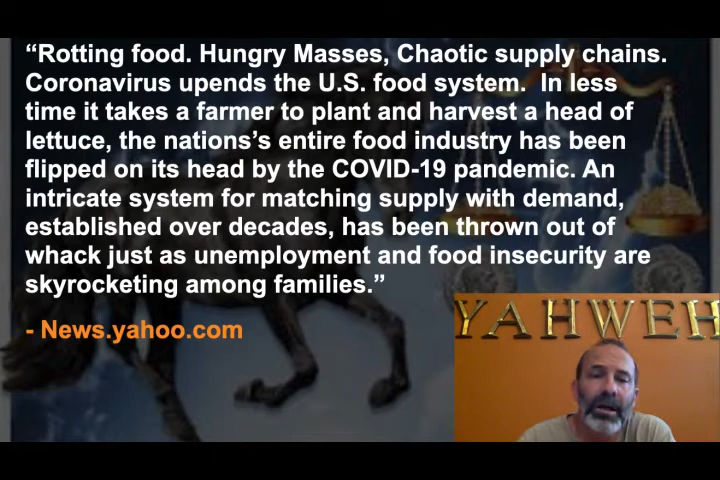 “Rotting food. Hungry Masses, Chaotic supply chains.
Coronavirus upends the U.S. food system.  In less
time it takes a farmer to plant and harvest a head of
lettuce, the nations’s entire food industry has been
flipped on its head by the COVID-19 pandemic. An
intricate system for matching supply with demand,
established over decades, has been thrown out of
whack just as unemployment and food insecurity are
skyrocketing among families.”
- News.yahoo.com
YAHWEH